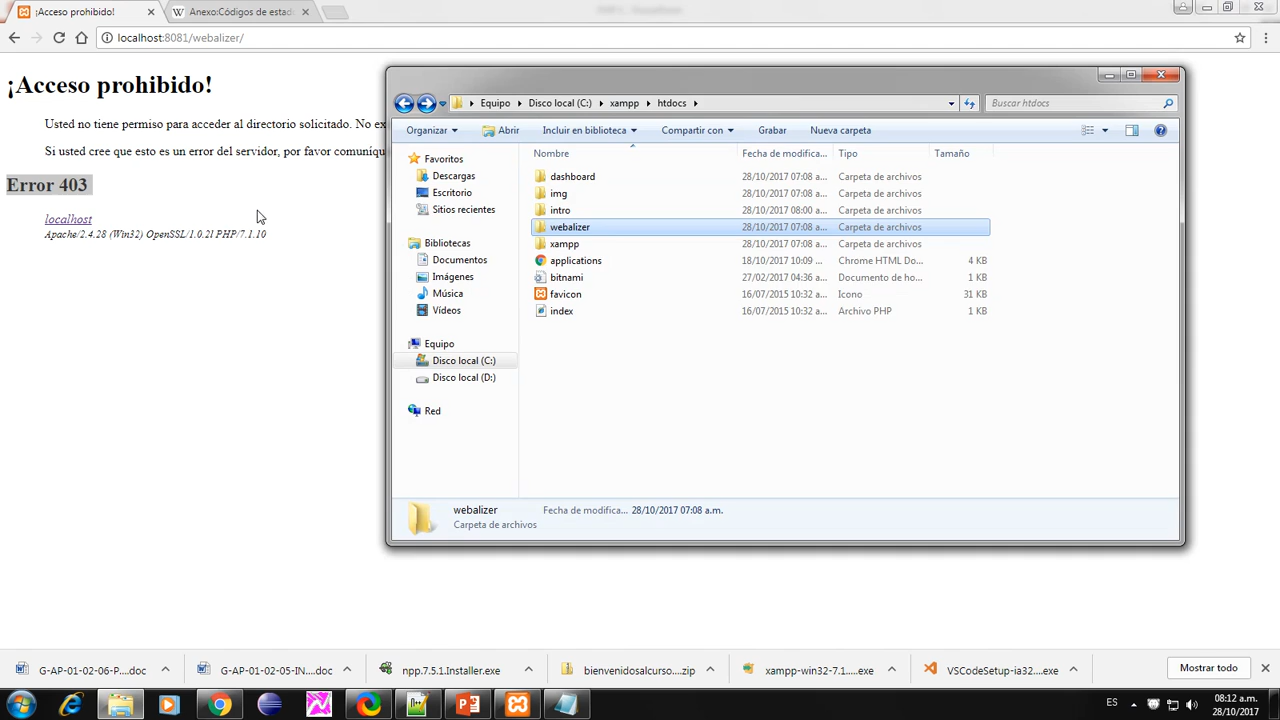 ¡Acceso prohibido!
Anexo:Códigos de estad
localhost:8081/webalizer/
¡Acceso prohibido!
Usted no tiene permiso para acceder al directorio solicitado. No ex
Si usted cree que esto es un error del servidor, por favor comuníqu
Error 403
localhost
Apache/2.4.28 (Win32) OpenSSL/1.0.2l PHP/7.1.10
Equipo Disco local (C:) xampp htdocs
Buscar htdocs
Organizar Abrir Incluir en biblioteca Compartir con Grabar Nueva carpeta
Favoritos
Descargas
Escritorio
Sitios recientes
Bibliotecas
Documentos
Imágenes
Música
Vídeos
Equipo
Disco local (C:)
Disco local (D:)
Red
Nombre Fecha de modifica... Tipo Tamaño
dashboard 28/10/2017 07:08 a... Carpeta de archivos
img 28/10/2017 07:08 a... Carpeta de archivos
intro 28/10/2017 08:00 a... Carpeta de archivos
webalizer 28/10/2017 07:08 a... Carpeta de archivos
xampp 28/10/2017 07:08 a... Carpeta de archivos
applications 18/10/2017 10:09 ... Chrome HTML Do... 4 KB
bitnami 27/02/2017 04:36 a... Documento de ho... 1 KB
favicon 16/07/2015 10:32 a... Icono 31 KB
index 16/07/2015 10:32 a... Archivo PHP 1 KB
webalizer Fecha de modifica... 28/10/2017 07:08 a.m.
Carpeta de archivos
G-AP-01-02-06-P....doc G-AP-01-02-05-IN....doc npp.7.5.1.Installer.exe bienvenidosalcurso....zip xampp-win32-7.1....exe VSCodeSetup-ia32....exe Mostrar todo
ES 08:12 a.m.
28/10/2017